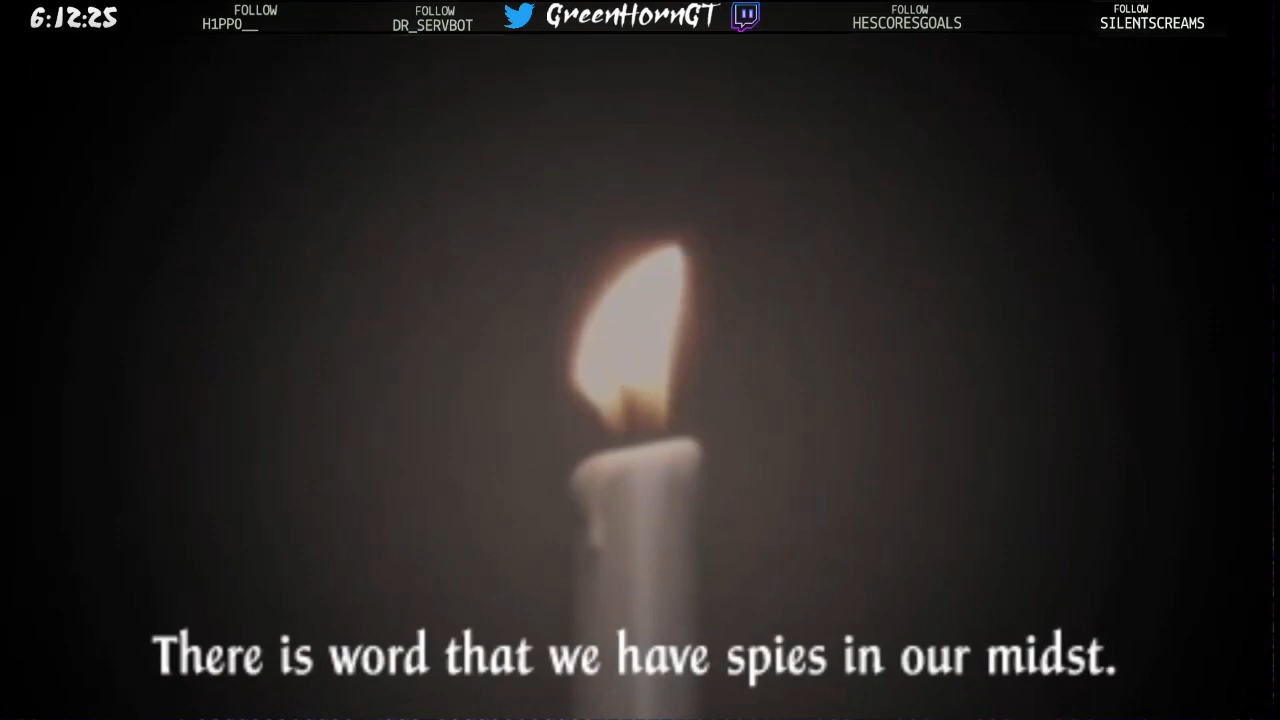 6:12:25
FOLLOW
H1PP0__
FOLLOW
DR_SERVBOT
GreenHornGT
FOLLOW
HESCORESGOALS
FOLLOW
SILENTSCREAMS
There is word that we have spies in our midst.